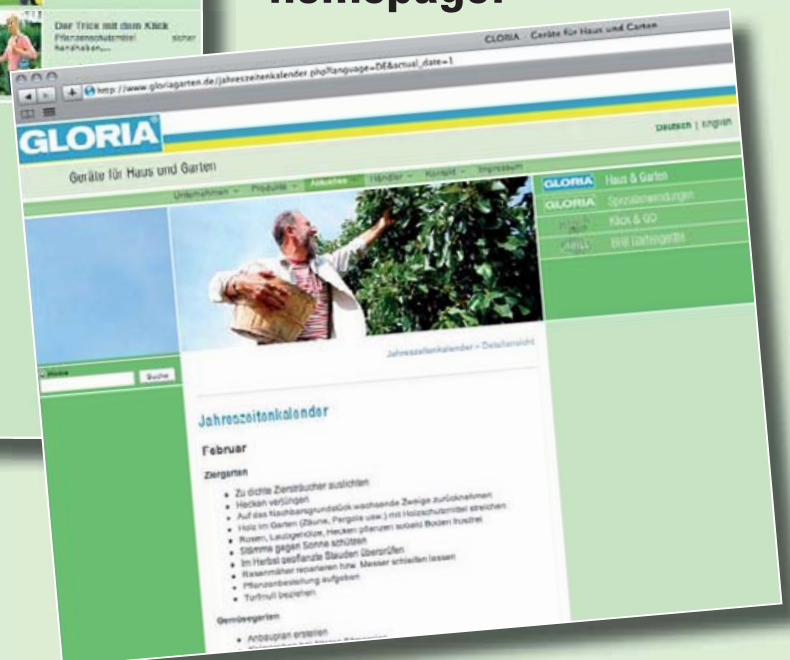 homepage.
Der Trick mit dem Klick
Pflanzenschutzmittel sicher
handhaben...
GLORIA - Geräte für Haus und Garten
http://www.gloriagarten.de/jahreszeitenkalender.php?language=DE&actual_date=1
GLORIA
Deutsch | English
Geräte für Haus und Garten
Unternehmen Produkte Aktuelles Händler Kontakt Impressum
GLORIA Haus & Garten
GLORIA Spezialanwendungen
Klick & GO
Gartengeräte
Jahreszeitenkalender » Detailansicht
Home
Suche
Jahreszeitenkalender
Februar
Ziergarten
Zu dichte Ziersträucher auslichten
Hecken verjüngen
Auf das Nachbarsgrundstück wachsende Zweige zurücknehmen
Holz im Garten (Zäune, Pergola usw.) mit Holzschutzmittel streichen
Rosen, Laubgehölze, Hecken pflanzen sobald Boden frostfrei
Stämme gegen Sonne schützen
Im Herbst gepflanzte Stauden überprüfen
Rasenmäher reparieren bzw. Messer schleifen lassen
Pflanzenbestellung aufgeben
Torfmull beziehen
Gemüsegarten
Anbauplan erstellen